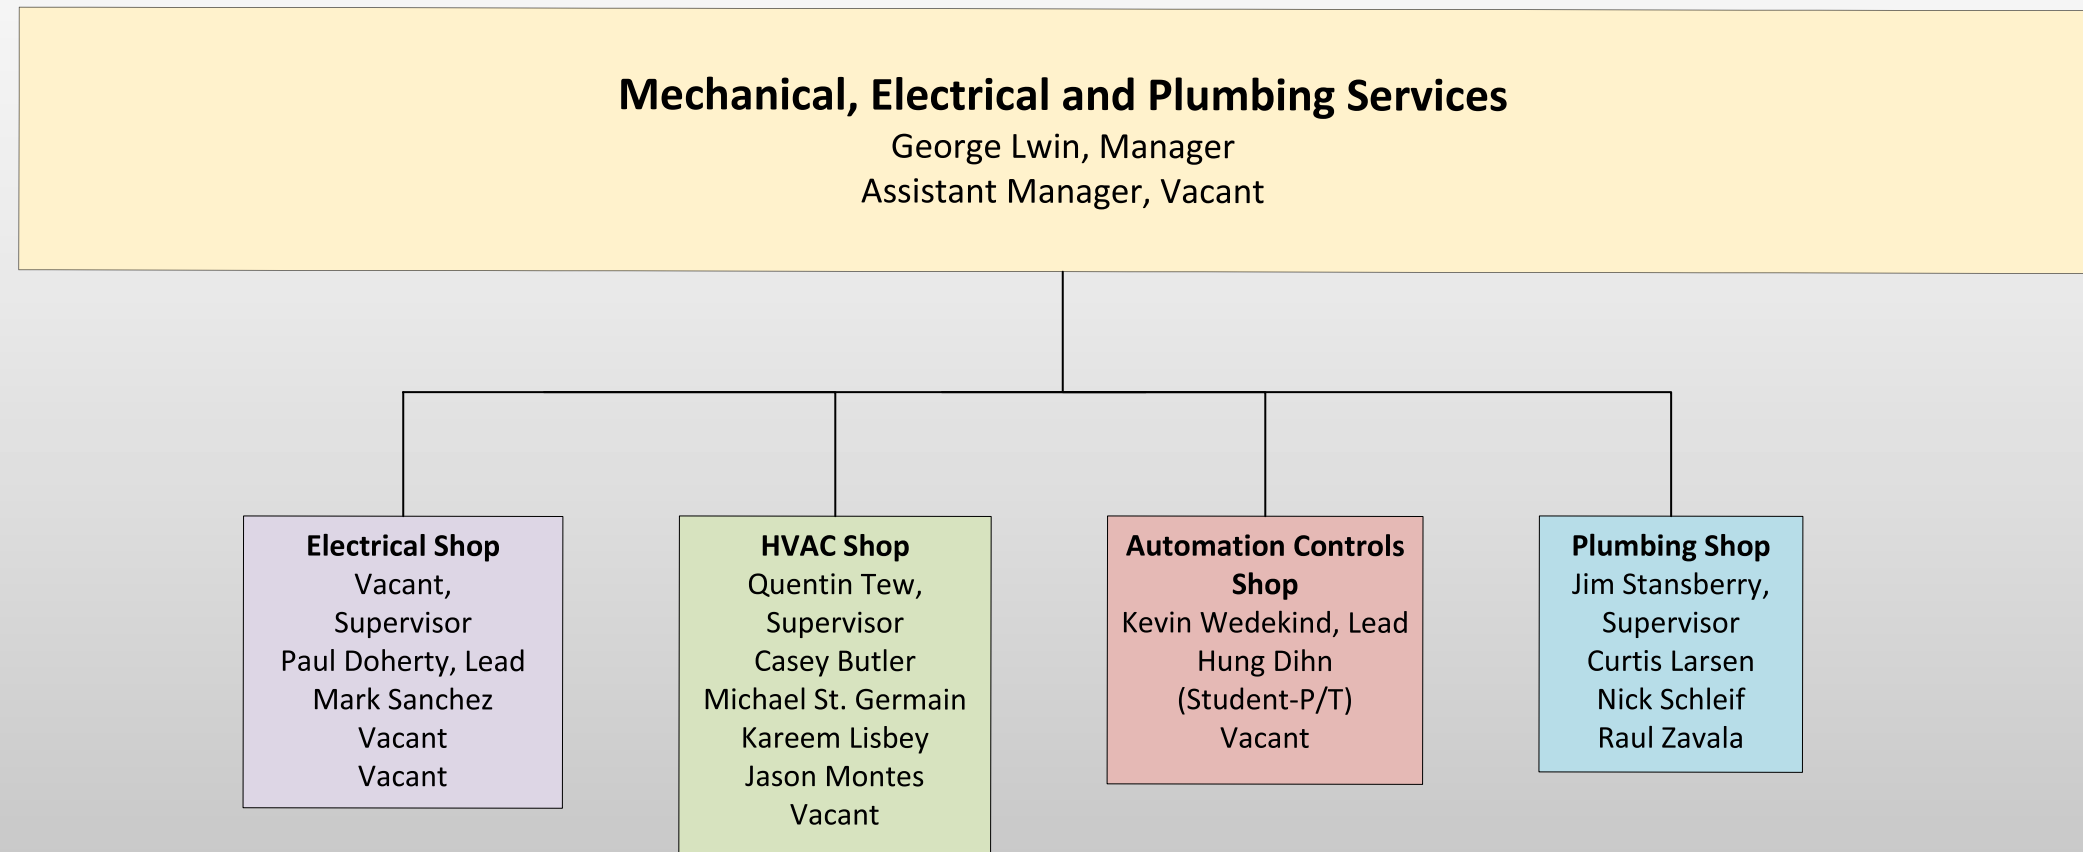 Mechanical, Electrical and Plumbing Services
George Lwin, Manager
Assistant Manager, Vacant
Electrical Shop
Vacant,
Supervisor
Paul Doherty, Lead
Mark Sanchez
Vacant
Vacant
HVAC Shop
Quentin Tew,
Supervisor
Casey Butler
Michael St. Germain
Kareem Lisbey
Jason Montes
Vacant
Automation Controls
Shop
Kevin Wedekind, Lead
Hung Dihn
(Student-P/T)
Vacant
Plumbing Shop
Jim Stansberry,
Supervisor
Curtis Larsen
Nick Schleif
Raul Zavala